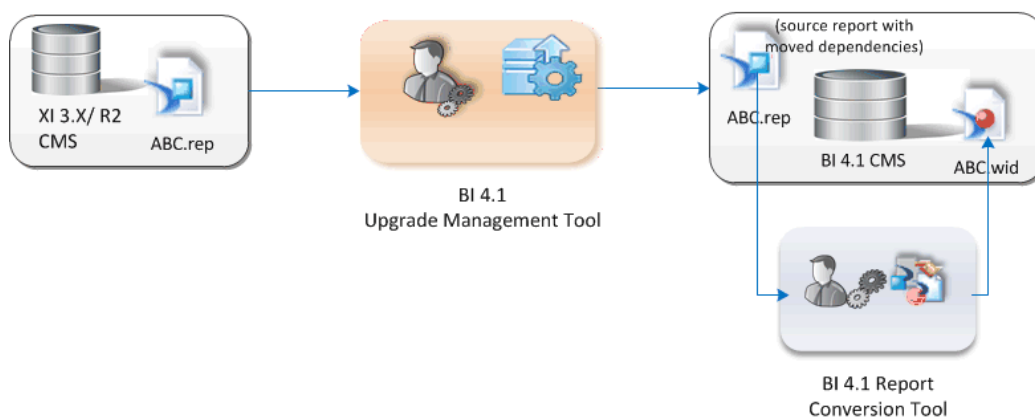 XI 3.X/ R2
CMS
ABC.rep
BI 4.1
Upgrade Management Tool
(source report with
moved dependencies)
ABC.rep
BI 4.1 CMS
ABC.wid
BI 4.1 Report
Conversion Tool